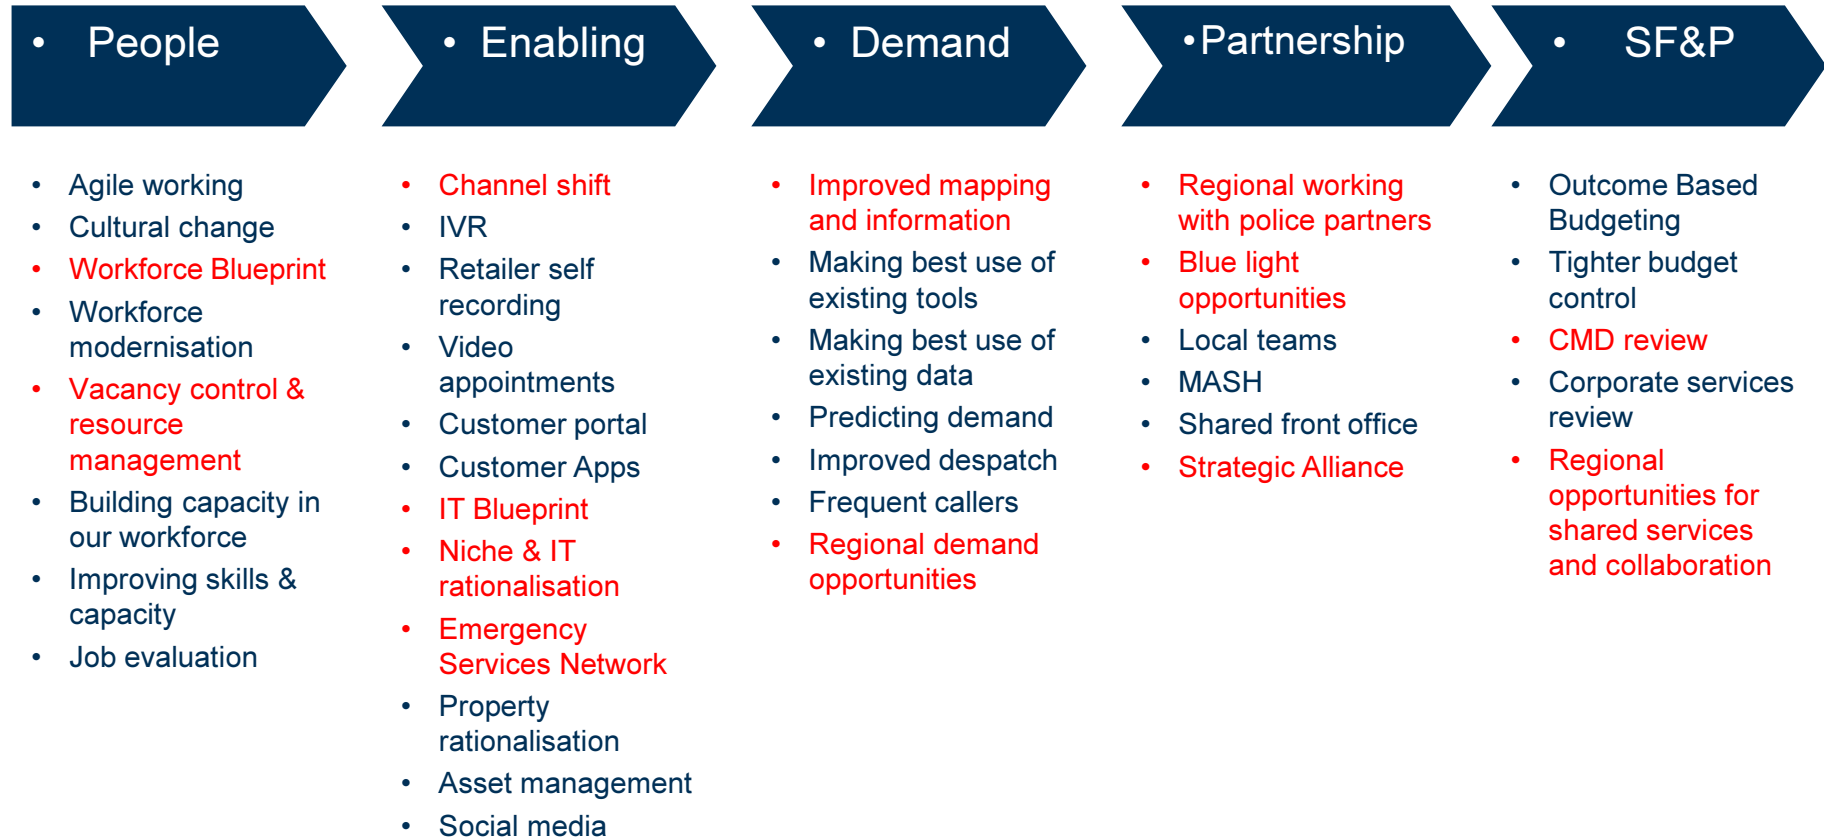 • People
• Enabling
• Demand
• Partnership
• SF&P
• Agile working
• Cultural change
• Workforce Blueprint
• Workforce
modernisation
• Vacancy control &
resource
management
• Building capacity in
our workforce
• Improving skills &
capacity
• Job evaluation
• Channel shift
• IVR
• Retailer self
recording
• Video
appointments
• Customer portal
• Customer Apps
• IT Blueprint
• Niche & IT
rationalisation
• Emergency
Services Network
• Property
rationalisation
• Asset management
• Social media
• Improved mapping
and information
• Making best use of
existing tools
• Making best use of
existing data
• Predicting demand
• Improved despatch
• Frequent callers
• Regional demand
opportunities
• Regional working
with police partners
• Blue light
opportunities
• Local teams
• MASH
• Shared front office
• Strategic Alliance
• Outcome Based
Budgeting
• Tighter budget
control
• CMD review
• Corporate services
review
• Regional
opportunities for
shared services
and collaboration